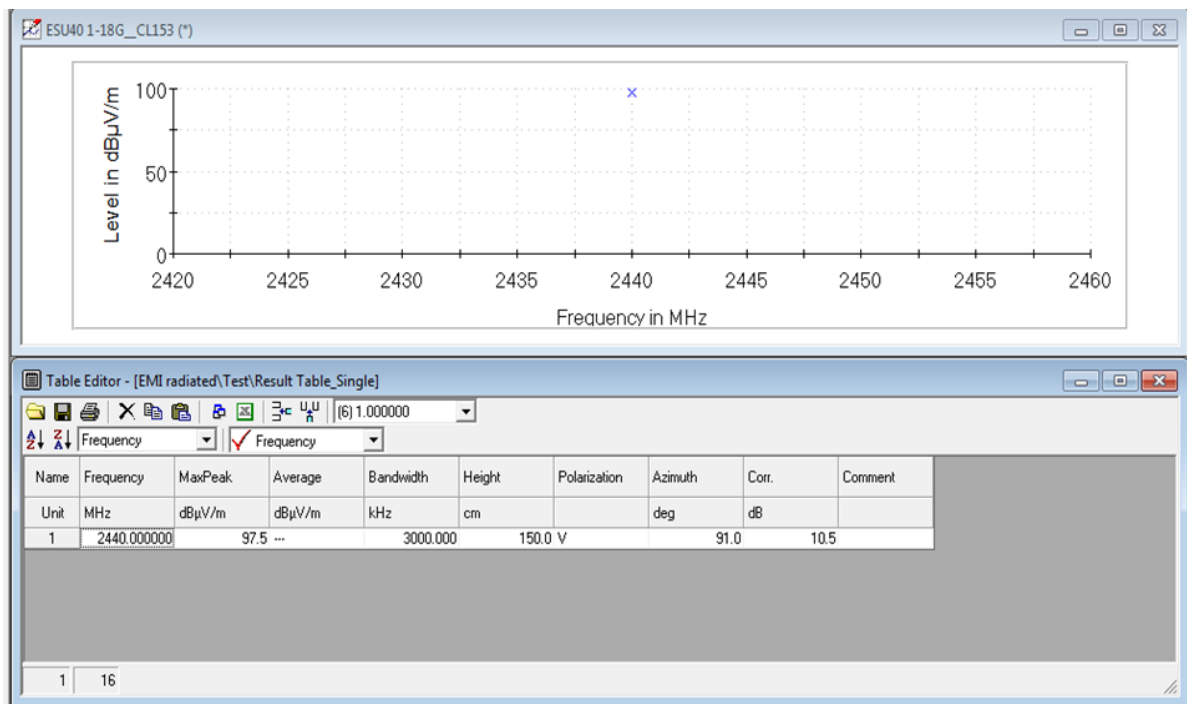 ESU40 1-18G__CL153 (*)
Level in dBµV/m
100
50
0
2420 2425 2430 2435 2440 2445 2450 2455 2460
Frequency in MHz
Table Editor - [EMI radiated\Test\Result Table_Single]
(6) 1.000000
Frequency Frequency
Name Frequency MaxPeak Average Bandwidth Height Polarization Azimuth Corr. Comment
Unit MHz dBµV/m dBµV/m kHz cm deg dB
1 2440.000000 97.5 --- 3000.000 150.0 V 91.0 10.5
1 16